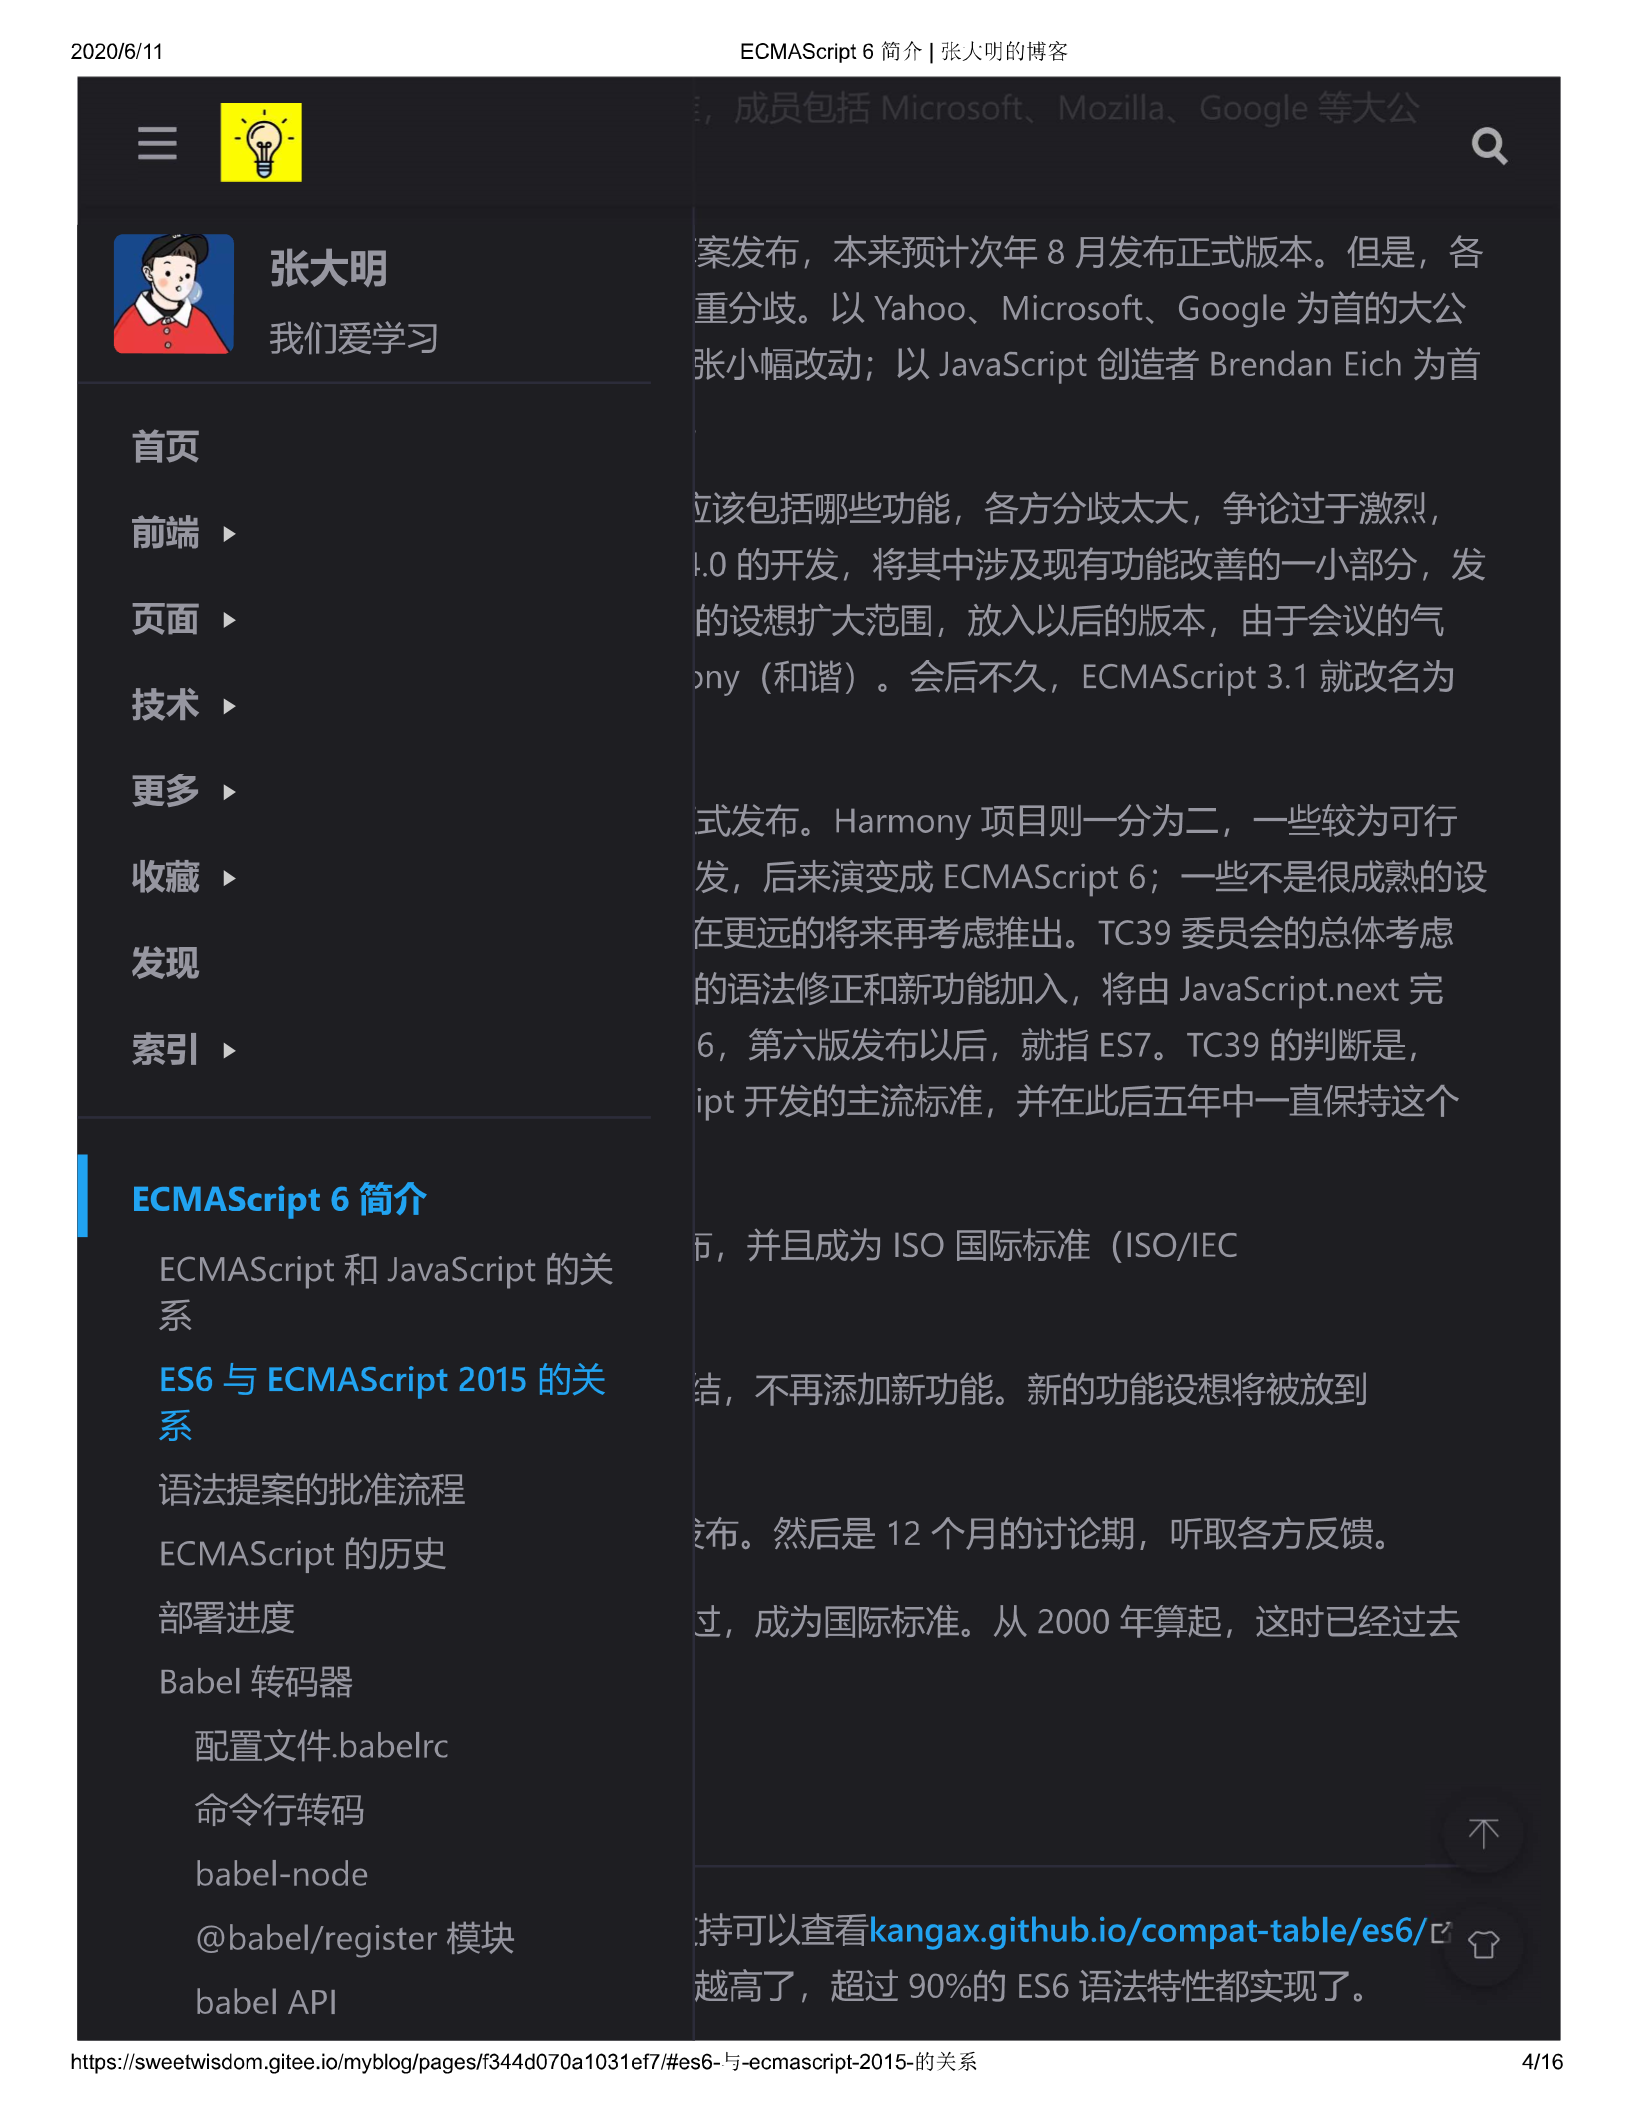 2020/6/11
ECMAScript 6 简介 | 张大明的博客
,成员包括 Microsoft、Mozilla、Google 等大公
张大明
我们爱学习
首页
前端
页面
技术
更多
收藏
发现
索引
ECMAScript 6 简介
ECMAScript 和 JavaScript 的关
系
ES6 与 ECMAScript 2015 的关
系
语法提案的批准流程
ECMAScript 的历史
部署进度
Babel 转码器
配置文件.babelrc
命令行转码
babel-node
@babel/register 模块
babel API
案发布,本来预计次年 8 月发布正式版本。但是,各
重分歧。以 Yahoo、Microsoft、Google 为首的大公
张小幅改动;以 JavaScript 创造者 Brendan Eich 为首
应该包括哪些功能,各方分歧太大,争论过于激烈,
.0 的开发,将其中涉及现有功能改善的一小部分,发
的设想扩大范围,放入以后的版本,由于会议的气
ony(和谐)。会后不久,ECMAScript 3.1 就改名为
式发布。Harmony 项目则一分为二,一些较为可行
发,后来演变成 ECMAScript 6;一些不是很成熟的设
在更远的将来再考虑推出。TC39 委员会的总体考虑
的语法修正和新功能加入,将由 JavaScript.next 完
6,第六版发布以后,就指 ES7。TC39 的判断是,
ipt 开发的主流标准,并在此后五年中一直保持这个
布,并且成为 ISO 国际标准(ISO/IEC
结,不再添加新功能。新的功能设想将被放到
发布。然后是 12 个月的讨论期,听取各方反馈。
过,成为国际标准。从 2000 年算起,这时已经过去
持可以查看kangax.github.io/compat-table/es6/
越高了,超过 90%的 ES6 语法特性都实现了。
https://sweetwisdom.gitee.io/myblog/pages/f344d070a1031ef7/#es6-与-ecmascript-2015-的关系
4/16